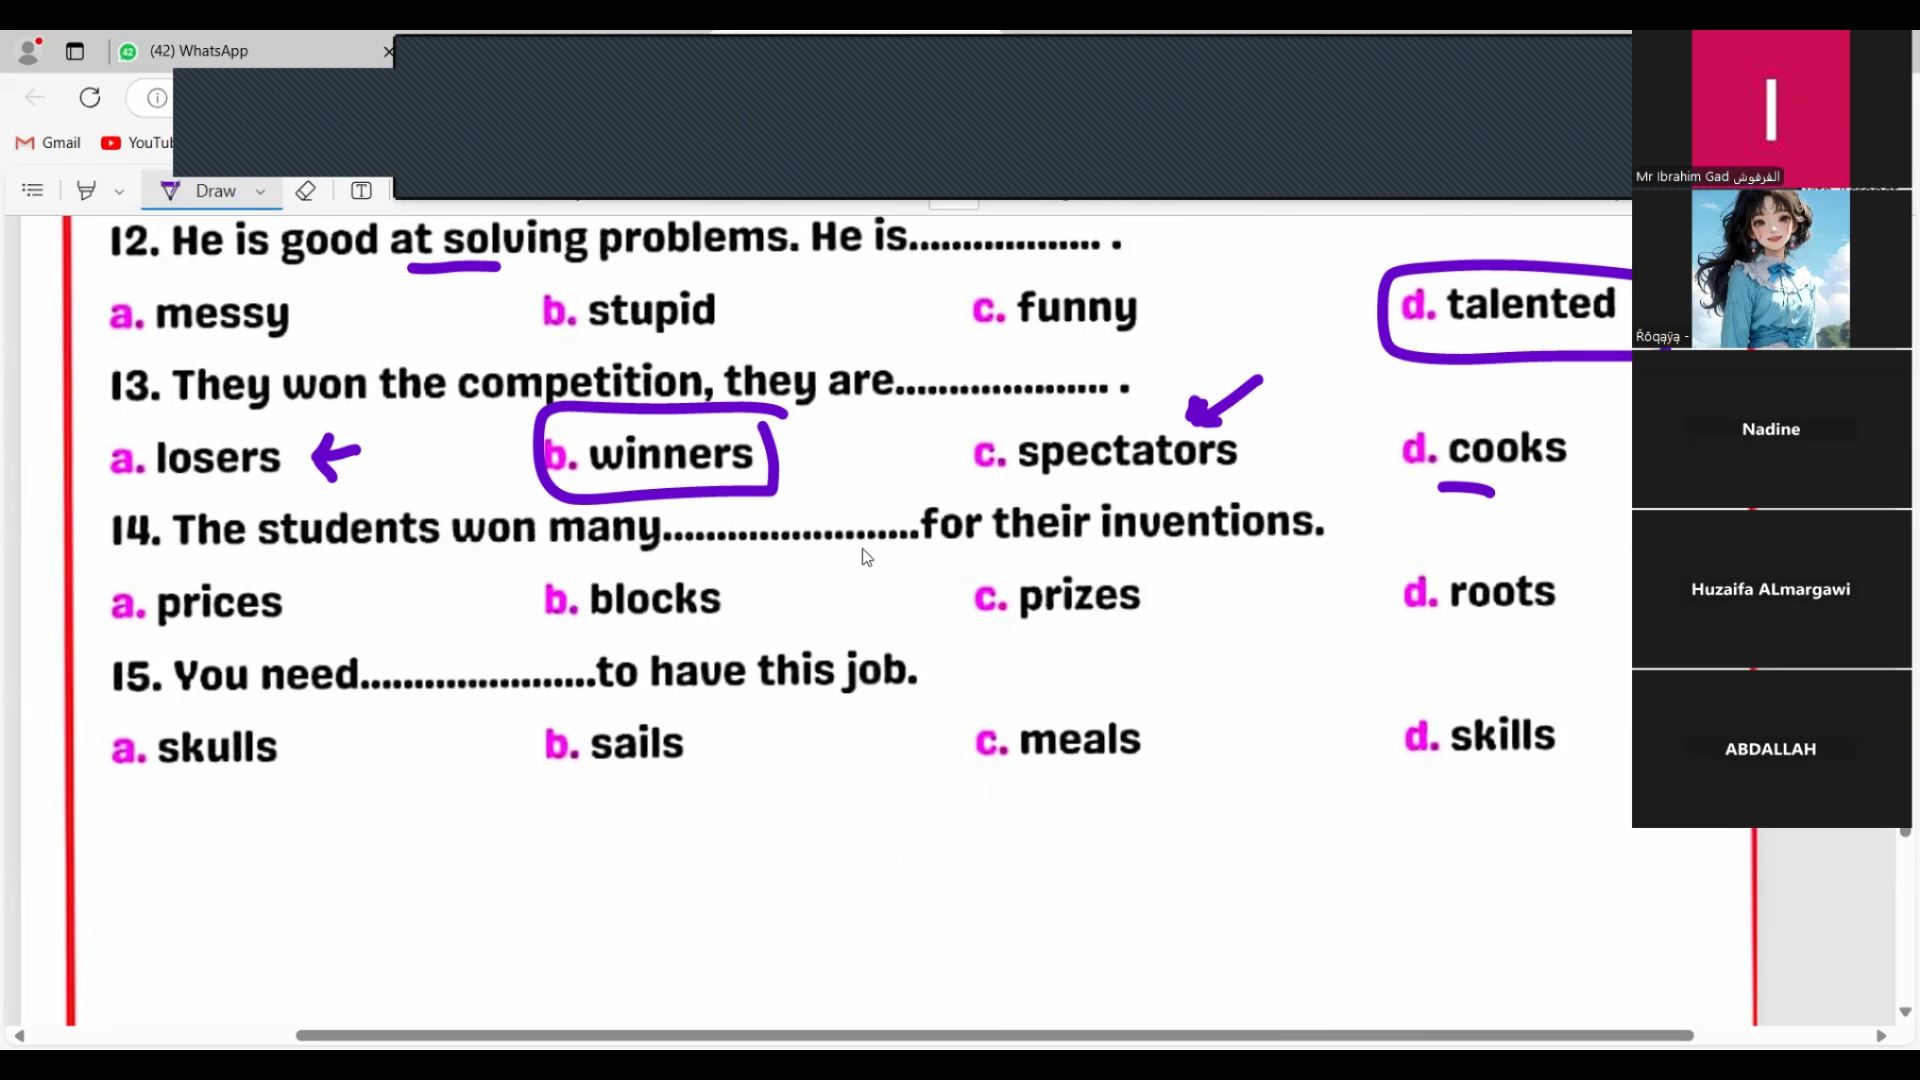 (42) WhatsApp
Gmail
Draw
12. He is good at solving problems. He is.................. .
a. messy b. stupid c. funny d. talented
13. They won the competition, they are.................... .
a. losers b. winners c. spectators d. cooks
14. The students won many........................for their inventions.
a. prices b. blocks c. prizes d. roots
15. You need......................to have this job.
a. skulls b. sails c. meals d. skills
I
Mr Ibrahim Gad الفرفوش
Řōqąÿą -
Nadine
Huzaifa ALmargawi
ABDALLAH